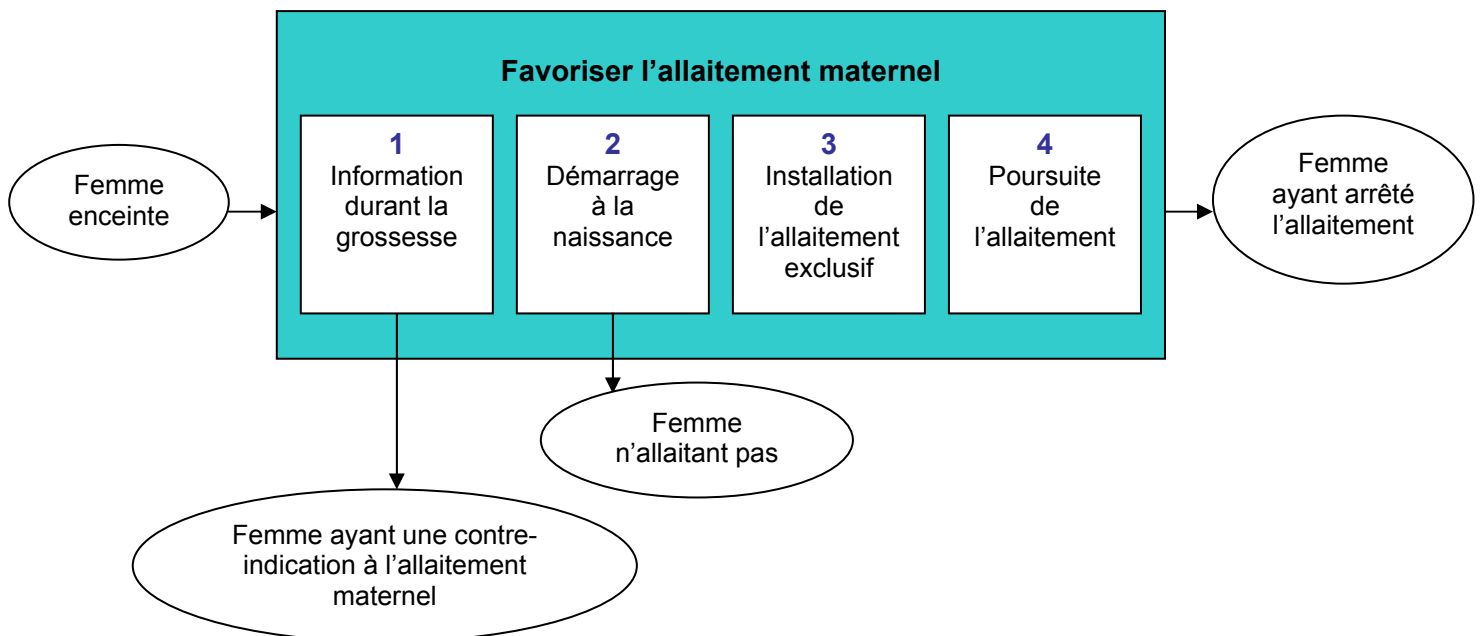 Favoriser l’allaitement maternel
Femme
enceinte
1
Information
durant la
grossesse
2
Démarrage
à la
naissance
3
Installation
de
l’allaitement
exclusif
4
Poursuite
de
l’allaitement
Femme
ayant arrêté
l’allaitement
Femme
n’allaitant pas
Femme ayant une contre-
indication à l’allaitement
maternel